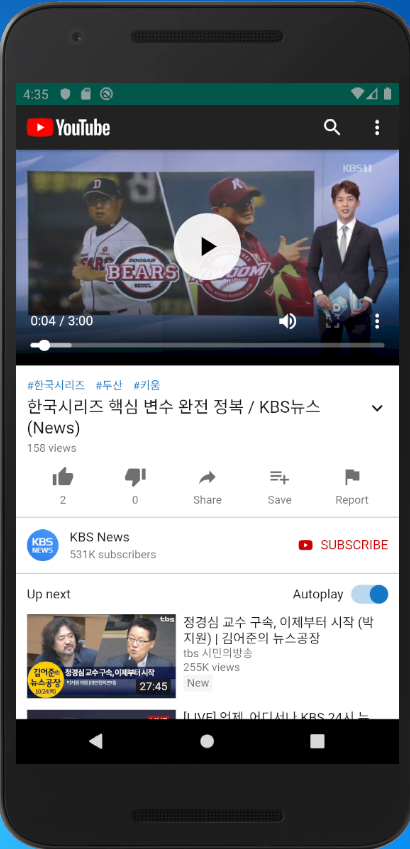 4:35
YouTube
KBS 1
D
DOOSAN
BEARS
SEOUL
0:04 / 3:00
#한국시리즈 #두산 #키움
한국시리즈 핵심 변수 완전 정복 / KBS뉴스
(News)
158 views
2
0
Share
Save
Report
KBS
NEWS
KBS News
531K subscribers
SUBSCRIBE
Up next
Autoplay
tbs
김어준의
뉴스공장
정경심 교수 구속, 이제부터 시작
27:45
정경심 교수 구속, 이제부터 시작 (박
지원) | 김어준의 뉴스공장
tbs 시민의방송
255K views
New
[LIVE] 언제, 어디서나 KBS 24시 뉴